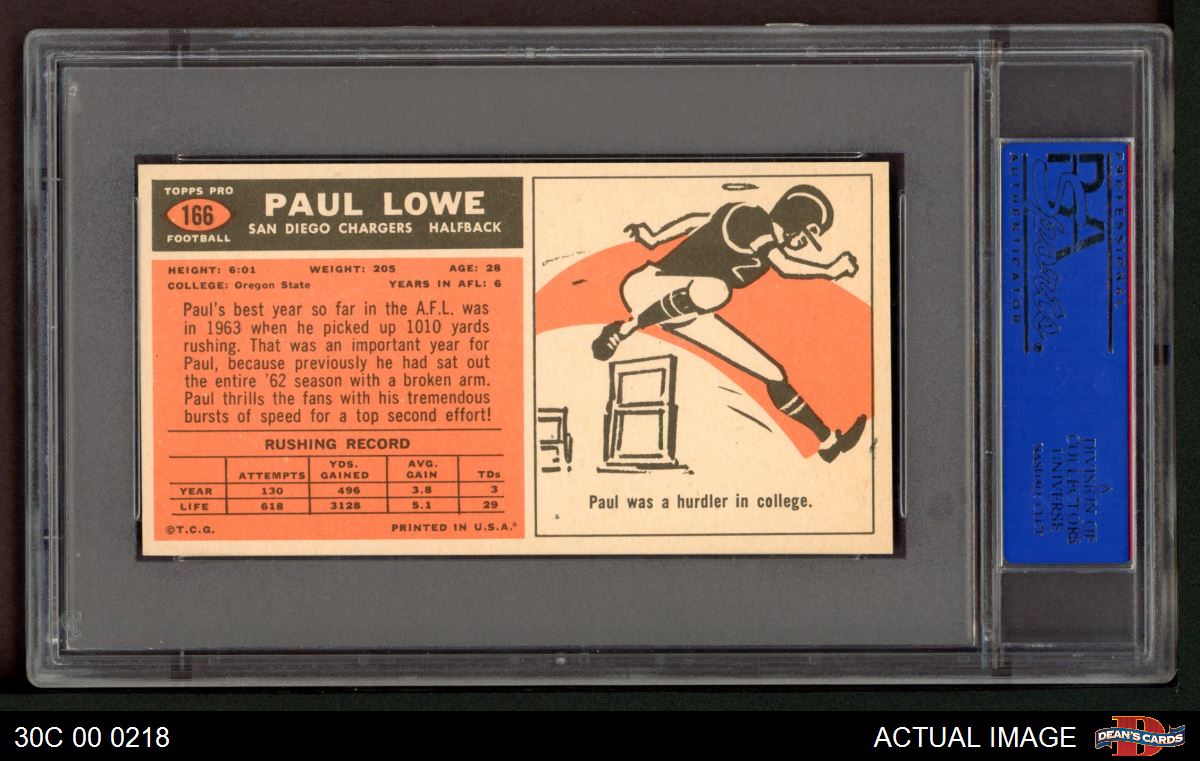 TOPPS PRO
166
FOOTBALL
PAUL LOWE
SAN DIEGO CHARGERS HALFBACK
HEIGHT: 6:01 WEIGHT: 205 AGE: 28
COLLEGE: Oregon State YEARS IN AFL: 6
Paul's best year so far in the A.F.L. was
in 1963 when he picked up 1010 yards
rushing. That was an important year for
Paul, because previously he had sat out
the entire '62 season with a broken arm.
Paul thrills the fans with his tremendous
bursts of speed for a top second effort!
RUSHING RECORD
ATTEMPTS YDS. GAINED AVG. GAIN TDs
YEAR 130 496 3.8 3
LIFE 618 3128 5.1 29
©T.C.G. PRINTED IN U.S.A.
Paul was a hurdler in college.
PROFESSIONAL
PSA
Sports
AUTHENTICATOR
A
DIVISION OF
COLLECTORS
UNIVERSE
NASDAQ: CLCT
30C 00 0218
ACTUAL IMAGE
D
DEAN'S CARDS